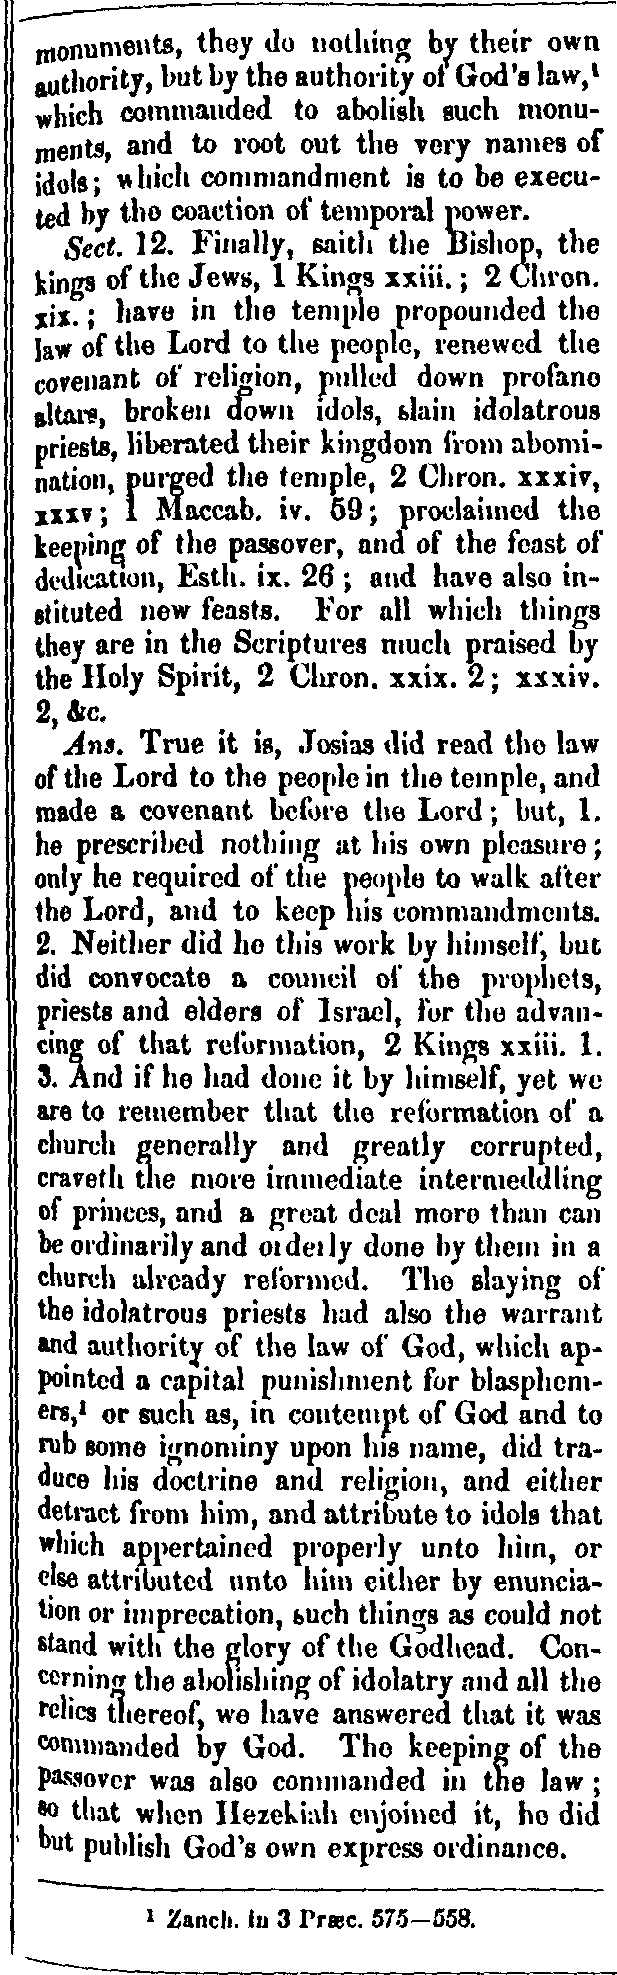 monuments, they do nothing by their own
authority, but by the authority of God's law,¹
which commanded to abolish such monu-
ments, and to root out the very names of
idols; which commandment is to be execu-
ted by the coaction of temporal power.
Sect. 12. Finally, saith the Bishop, the
kings of the Jews, 1 Kings xxiii.; 2 Chron.
xix.; have in the temple propounded the
law of the Lord to the people, renewed the
covenant of religion, pulled down profane
altars, broken down idols, slain idolatrous
priests, liberated their kingdom from abomi-
nation, purged the temple, 2 Chron. xxxiv,
xxxv; 1 Maccab. iv. 59; proclaimed the
keeping of the passover, and of the feast of
dedication, Esth. ix. 26; and have also in-
stituted new feasts. For all which things
they are in the Scriptures much praised by
the Holy Spirit, 2 Chron. xxix. 2; xxxiv.
2, &c.
Ans. True it is, Josias did read the law
of the Lord to the people in the temple, and
made a covenant before the Lord; but, 1.
he prescribed nothing at his own pleasure;
only he required of the people to walk after
the Lord, and to keep his commandments.
2. Neither did he this work by himself, but
did convocate a council of the prophets,
priests and elders of Israel, for the advan-
cing of that reformation, 2 Kings xxiii. 1.
3. And if he had done it by himself, yet we
are to remember that the reformation of a
church generally and greatly corrupted,
craveth the more immediate intermeddling
of princes, and a great deal more than can
be ordinarily and orderly done by them in a
church already reformed. The slaying of
the idolatrous priests had also the warrant
and authority of the law of God, which ap-
pointed a capital punishment for blasphem-
ers,¹ or such as, in contempt of God and to
rub some ignominy upon his name, did tra-
duce his doctrine and religion, and either
detract from him, and attribute to idols that
which appertained properly unto him, or
else attributed unto him either by enuncia-
tion or imprecation, such things as could not
stand with the glory of the Godhead. Con-
cerning the abolishing of idolatry and all the
relics thereof, we have answered that it was
commanded by God. The keeping of the
passover was also commanded in the law;
so that when Hezekiah enjoined it, he did
but publish God's own express ordinance.
¹ Zanch. in 3 Præc. 575—558.